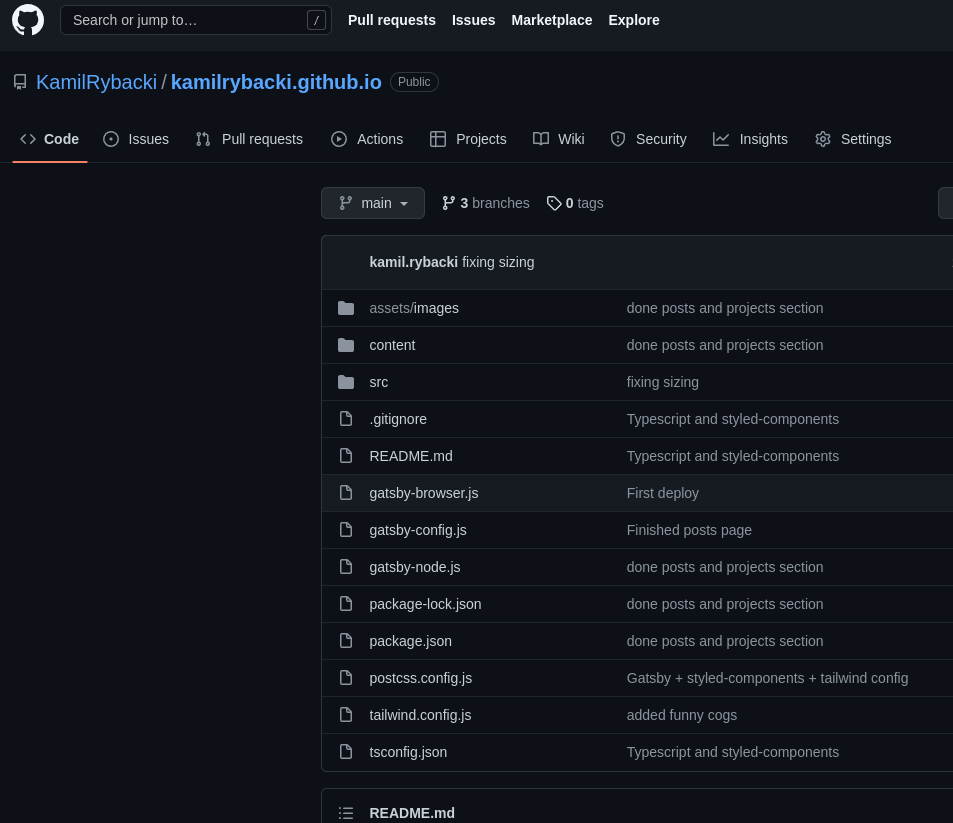 Search or jump to… /
Pull requests Issues Marketplace Explore
KamilRybacki / kamilrybacki.github.io Public
Code Issues Pull requests Actions Projects Wiki Security Insights Settings
main 3 branches 0 tags
kamil.rybacki fixing sizing
assets/images done posts and projects section
content done posts and projects section
src fixing sizing
.gitignore Typescript and styled-components
README.md Typescript and styled-components
gatsby-browser.js First deploy
gatsby-config.js Finished posts page
gatsby-node.js done posts and projects section
package-lock.json done posts and projects section
package.json done posts and projects section
postcss.config.js Gatsby + styled-components + tailwind config
tailwind.config.js added funny cogs
tsconfig.json Typescript and styled-components
README.md